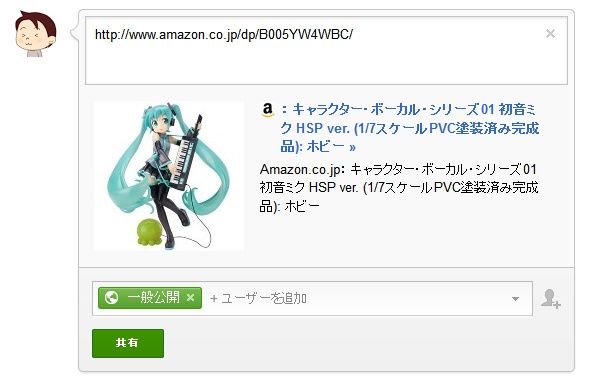 http://www.amazon.co.jp/dp/B005YW4WBC/
a : キャラクター・ボーカル・シリーズ01 初音ミ
ク HSP ver. (1/7スケールPVC塗装済み完成
品): ホビー »
Amazon.co.jp: キャラクター・ボーカル・シリーズ01
初音ミク HSP ver. (1/7スケールPVC塗装済み完成
品): ホビー
一般公開
+ ユーザーを追加
共有